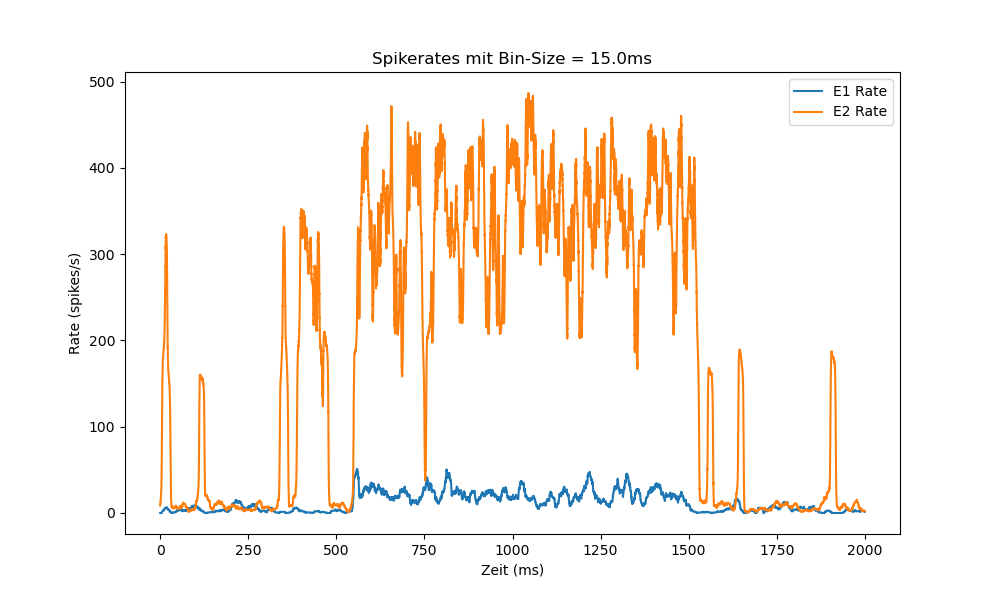 Spikerates mit Bin-Size = 15.0ms
E1 Rate
E2 Rate
Rate (spikes/s)
500
400
300
200
100
0
0 250 500 750 1000 1250 1500 1750 2000
Zeit (ms)